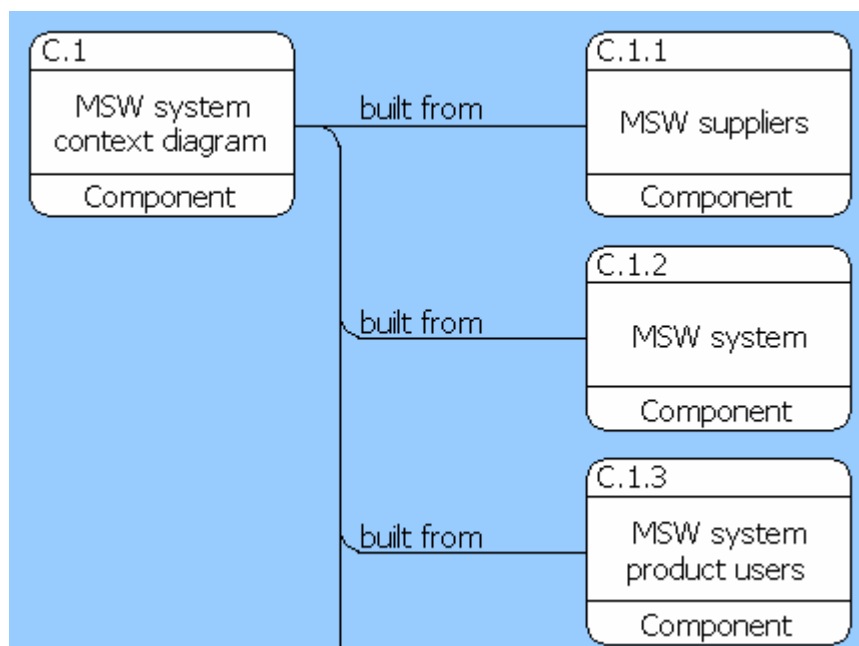 C.1
MSW system
context diagram
Component
built from
C.1.1
MSW suppliers
Component
built from
C.1.2
MSW system
Component
built from
C.1.3
MSW system
product users
Component